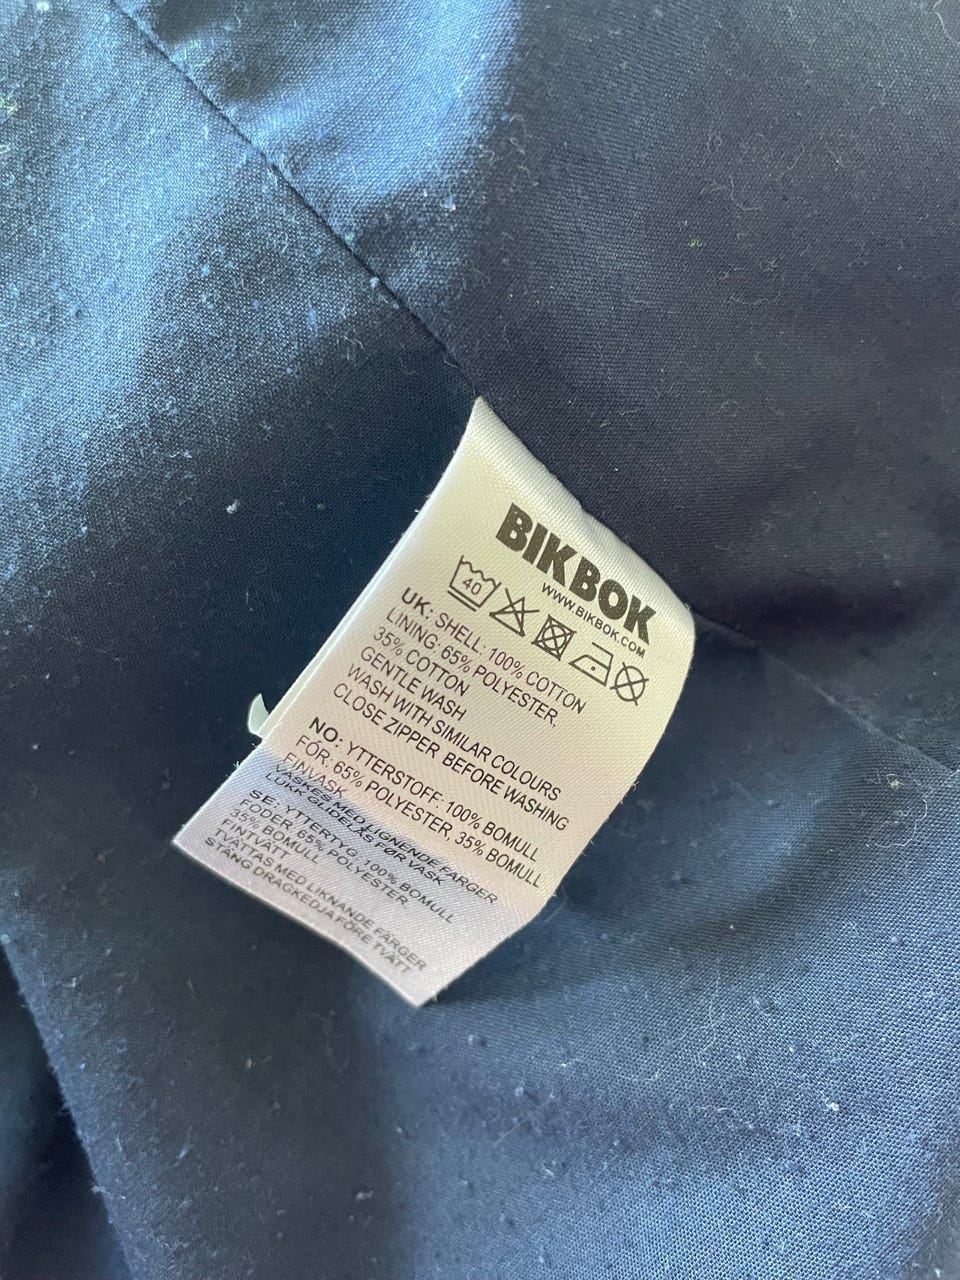 BIKBOK
WWW.BIKBOK.COM
40
UK: SHELL: 100% COTTON
LINING: 65% POLYESTER,
35% COTTON
GENTLE WASH
WASH WITH SIMILAR COLOURS
CLOSE ZIPPER BEFORE WASHING
NO: YTTERSTOFF: 100% BOMULL
FÓR: 65% POLYESTER, 35% BOMULL
FINVASK
VASKES MED LIGNENDE FARGER
LUKK GLIDELÅS FØR VASK
SE: YTTERTYG, 100% BOMULL
FODER, 65% POLYESTER
35% BOMULL
FINTVÄTT
TVÄTTAS MED LIKNANDE FÄRGER
STÄNG DRAGKEDJA FÖRE TVÄTT